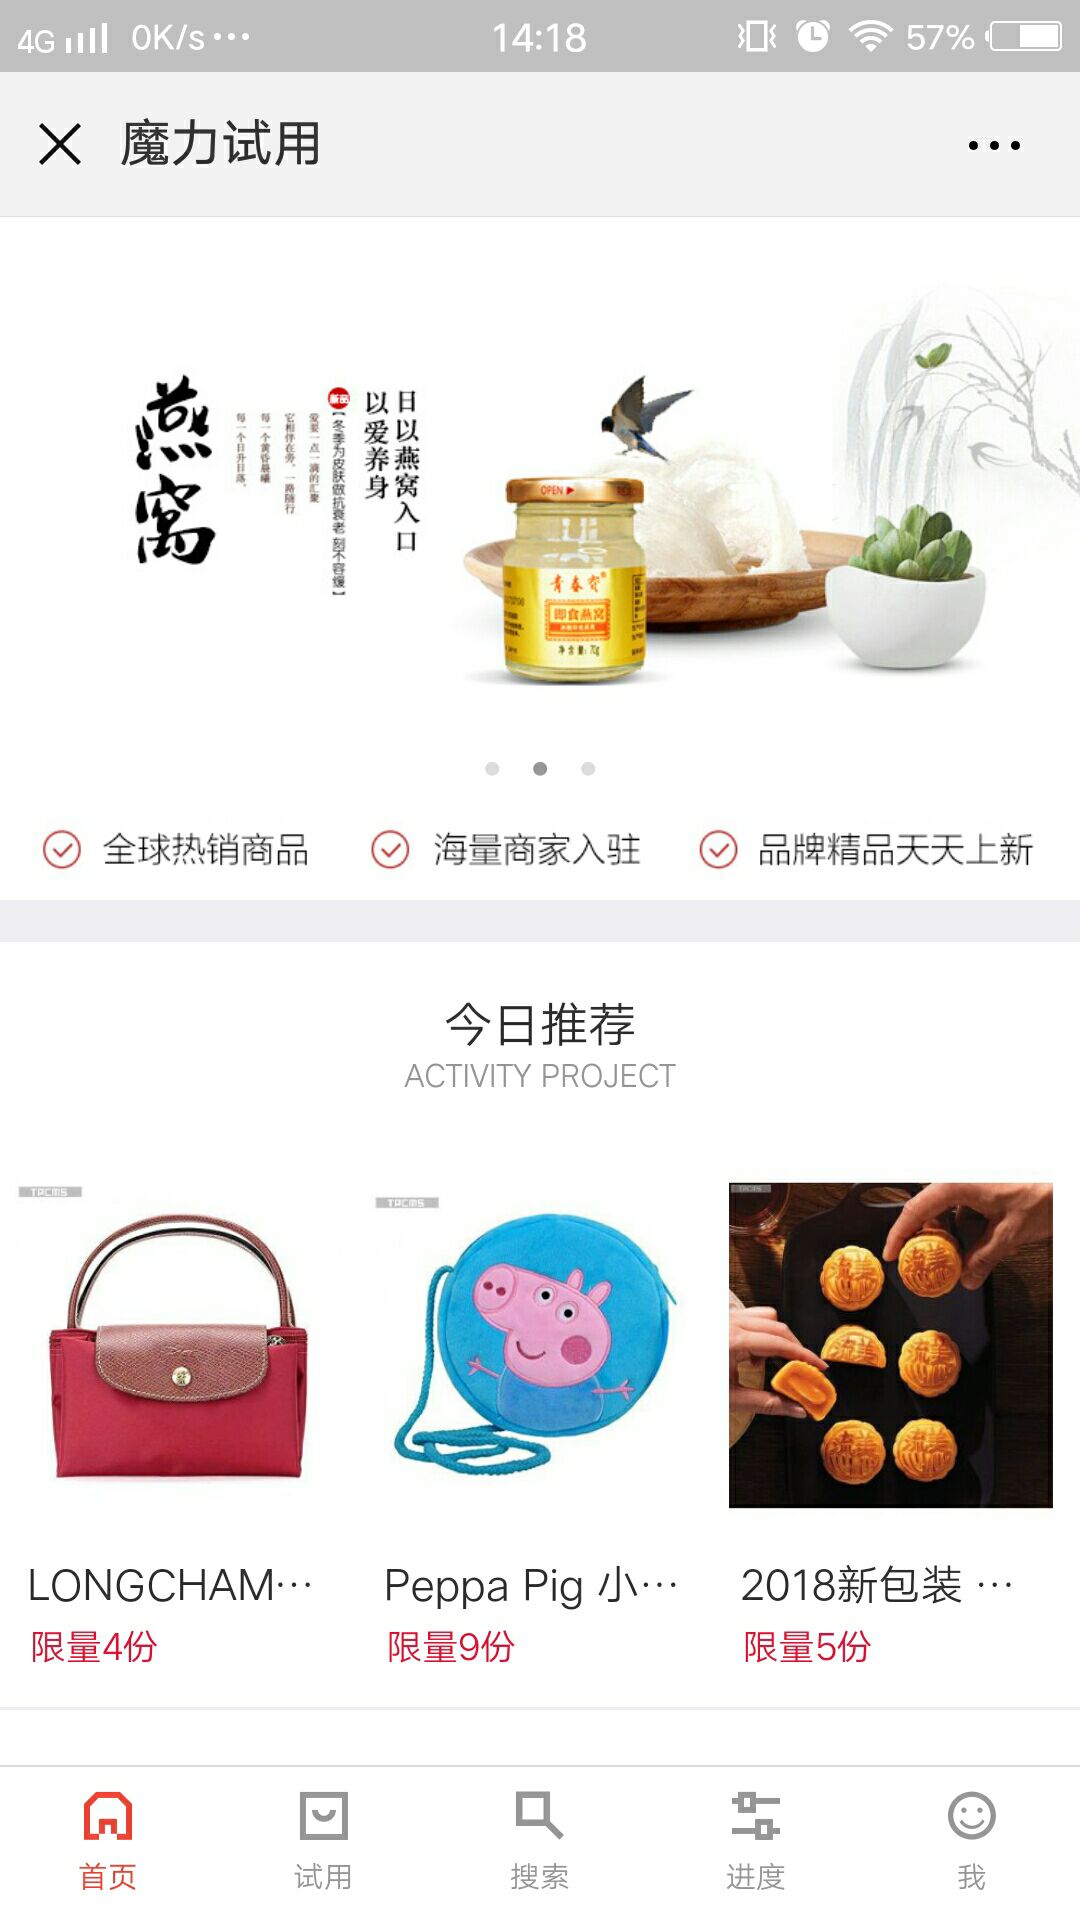 4G 0K/s… 14:18 57%
魔力试用
燕窝
日以燕窝入口
以爱养身
新品
【冬季为皮肤做抗衰老 刻不容缓】
爱要一点一滴的汇聚
它相伴在旁,一路随行
每一个黄昏晨曦
每一个日升日落,
OPEN
青春宝
即食燕窝
净含量:70g
全球热销商品
海量商家入驻
品牌精品天天上新
今日推荐
ACTIVITY PROJECT
TPCMS
TPCMS
TPCMS
LONGCHAM…
Peppa Pig 小…
2018新包装 …
限量4份
限量9份
限量5份
首页
试用
搜索
进度
我